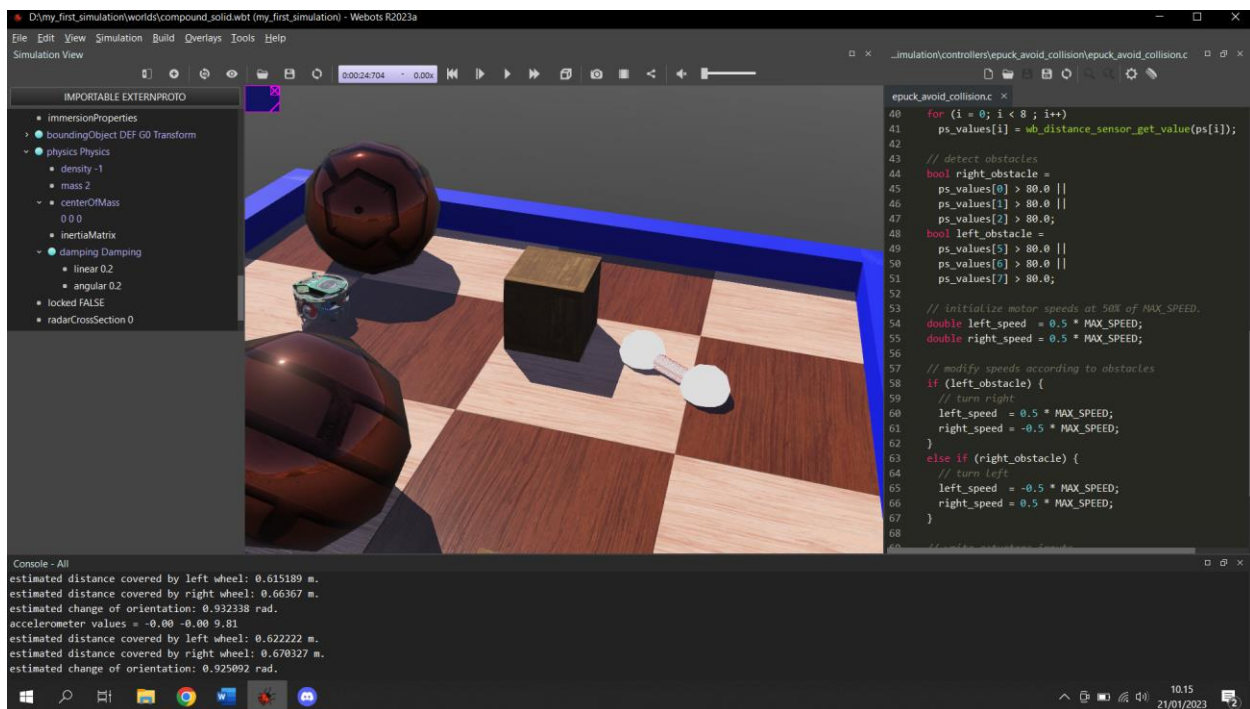 D:\my_first_simulation\worlds\compound_solid.wbt (my_first_simulation) - Webots R2023a
File Edit View Simulation Build Overlays Tools Help
Simulation View
0:00:24:704 - 0.00x
IMPORTABLE EXTERNPROTO
immersionProperties
boundingObject DEF G0 Transform
physics Physics
density -1
mass 2
centerOfMass
0 0 0
inertiaMatrix
damping Damping
linear 0.2
angular 0.2
locked FALSE
radarCrossSection 0
...imulation\controllers\epuck_avoid_collision\epuck_avoid_collision.c
epuck_avoid_collision.c
40 for (i = 0; i < 8 ; i++)
41 ps_values[i] = wb_distance_sensor_get_value(ps[i]);
42
43 // detect obstacles
44 bool right_obstacle =
45 ps_values[0] > 80.0 ||
46 ps_values[1] > 80.0 ||
47 ps_values[2] > 80.0;
48 bool left_obstacle =
49 ps_values[5] > 80.0 ||
50 ps_values[6] > 80.0 ||
51 ps_values[7] > 80.0;
52
53 // initialize motor speeds at 50% of MAX_SPEED.
54 double left_speed = 0.5 * MAX_SPEED;
55 double right_speed = 0.5 * MAX_SPEED;
56
57 // modify speeds according to obstacles
58 if (left_obstacle) {
59 // turn right
60 left_speed = 0.5 * MAX_SPEED;
61 right_speed = -0.5 * MAX_SPEED;
62 }
63 else if (right_obstacle) {
64 // turn left
65 left_speed = -0.5 * MAX_SPEED;
66 right_speed = 0.5 * MAX_SPEED;
67 }
68
Console - All
estimated distance covered by left wheel: 0.615189 m.
estimated distance covered by right wheel: 0.66367 m.
estimated change of orientation: 0.932338 rad.
accelerometer values = -0.00 -0.00 9.81
estimated distance covered by left wheel: 0.622222 m.
estimated distance covered by right wheel: 0.670327 m.
estimated change of orientation: 0.925092 rad.
10.15
21/01/2023
2